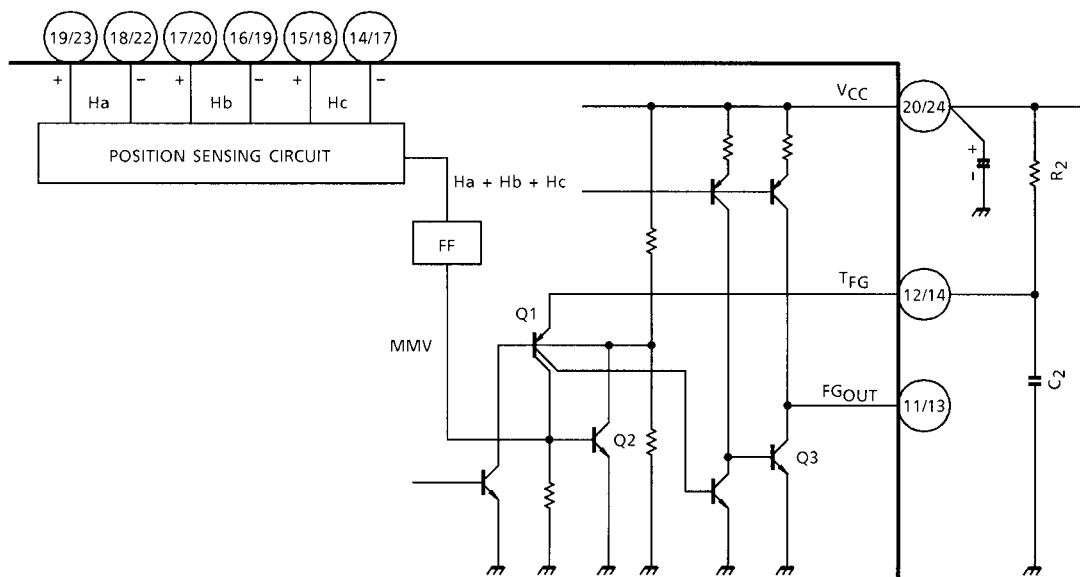 19/23 18/22 17/20 16/19 15/18 14/17
+ − + − + −
Ha Hb Hc
POSITION SENSING CIRCUIT
Ha + Hb + Hc
FF
MMV
VCC
20/24
+
-
R2
TFG
12/14
Q1
C2
FGOUT
11/13
Q2
Q3